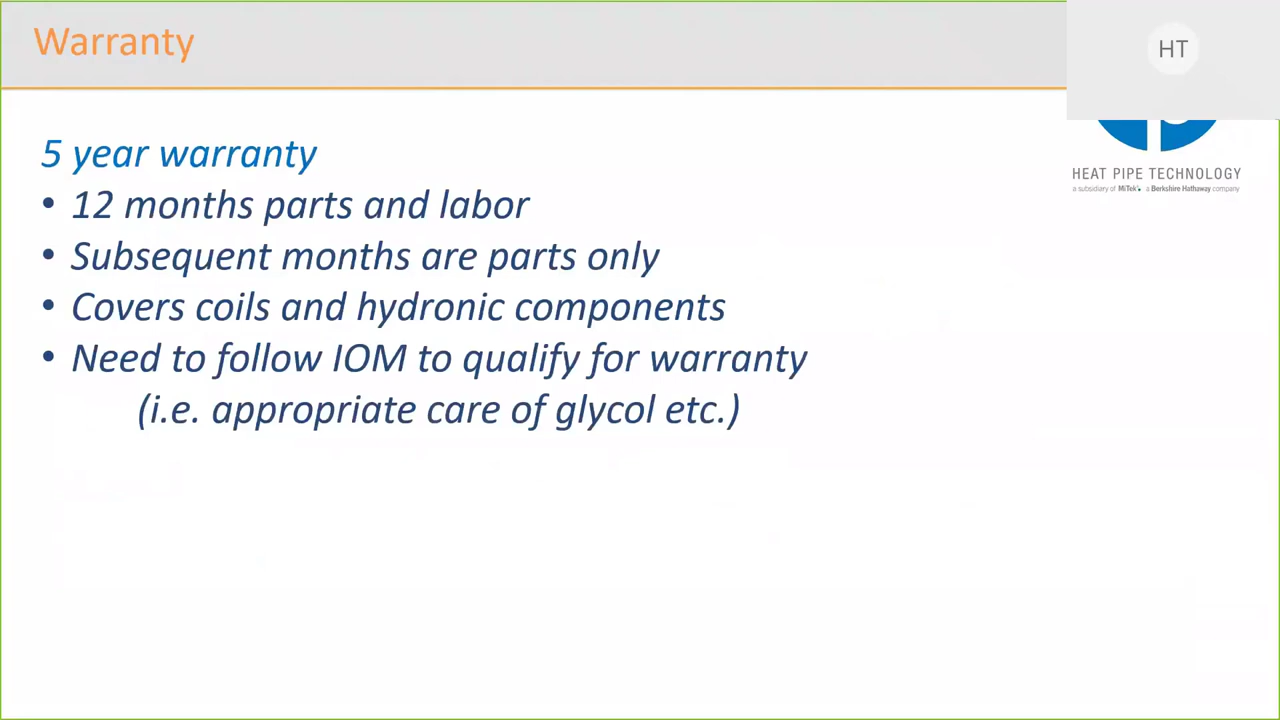 Warranty
HT
5 year warranty
• 12 months parts and labor
• Subsequent months are parts only
• Covers coils and hydronic components
• Need to follow IOM to qualify for warranty
(i.e. appropriate care of glycol etc.)
HEAT PIPE TECHNOLOGY
a subsidiary of MiTek® a Berkshire Hathaway company